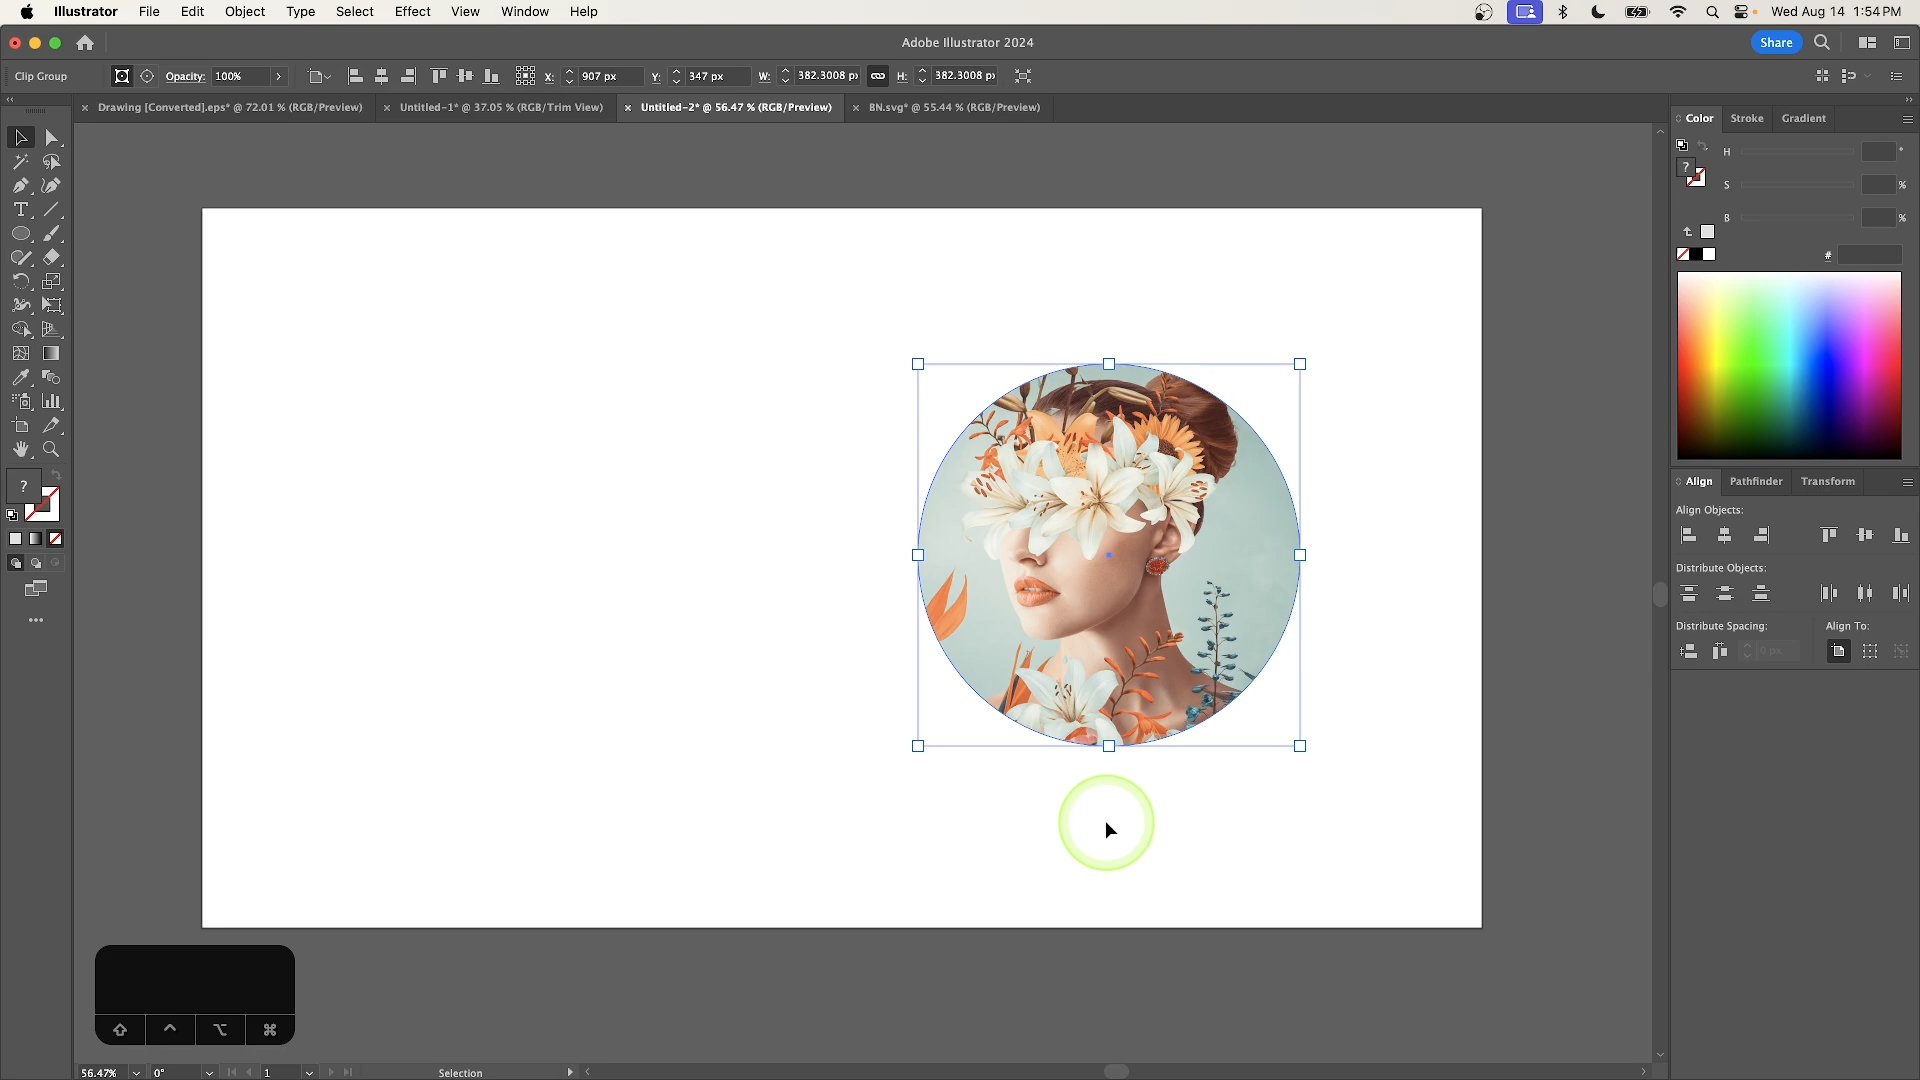 Illustrator File Edit Object Type Select Effect View Window Help Wed Aug 14 1:54 PM
Adobe Illustrator 2024 Share
Clip Group Opacity: 100% X: 907 px Y: 347 px W: 382.3008 p H: 382.3008 p
Drawing [Converted].eps* @ 72.01 % (RGB/Preview) Untitled-1* @ 37.05 % (RGB/Trim View) Untitled-2* @ 56.47 % (RGB/Preview) BN.svg* @ 55.44 % (RGB/Preview)
Color Stroke Gradient
H °
?
S %
B %
#
Align Pathfinder Transform
?
Align Objects:
Distribute Objects:
Distribute Spacing: Align To:
0 px
56.47% 0° 1 Selection